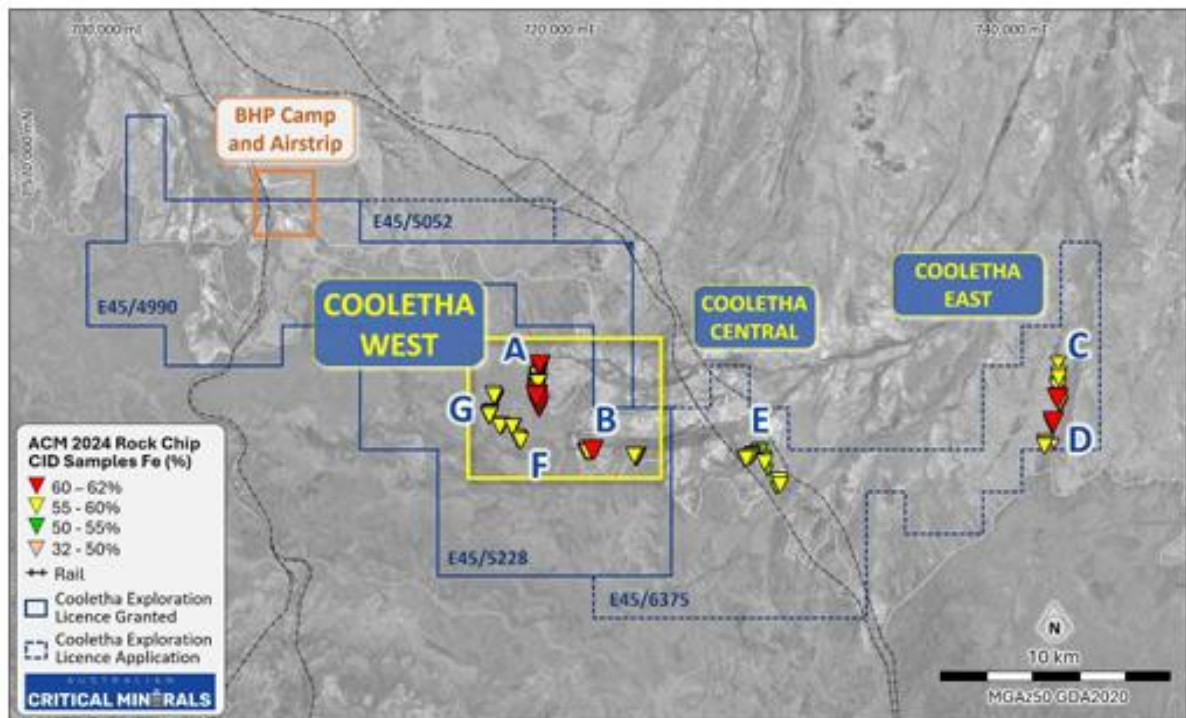 700,000 mE
720,000 mE
740,000 mE
BHP Camp
and Airstrip
E45/5052
E45/4990
COOLETHA
WEST
COOLETHA
CENTRAL
COOLETHA
EAST
A
G
B
F
E
C
D
E45/5228
E45/6375
ACM 2024 Rock Chip
CID Samples Fe (%)
60 – 62%
55 – 60%
50 - 55%
32 - 50%
Rail
Cooletha Exploration
Licence Granted
Cooletha Exploration
Licence Application
AUSTRALIAN
CRITICAL MINERALS
N
10 km
MGAz50 GDA2020